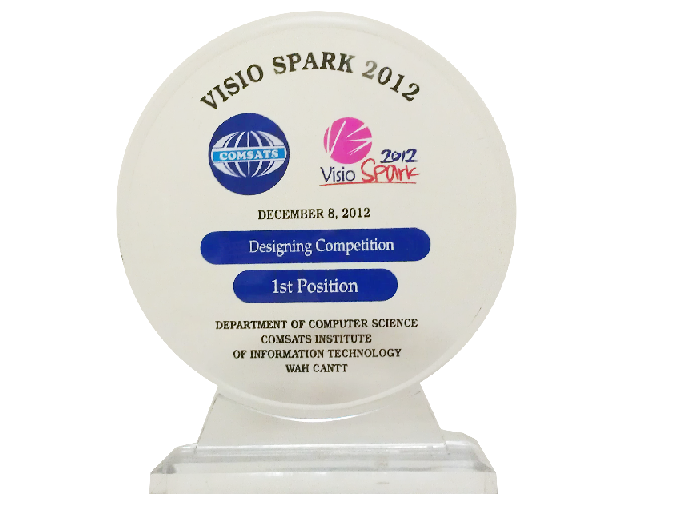 VISIO SPARK 2012
COMSATS
2012
Visio Spark
DECEMBER 8, 2012
Designing Competition
1st Position
DEPARTMENT OF COMPUTER SCIENCE
COMSATS INSTITUTE
OF INFORMATION TECHNOLOGY
WAH CANTT